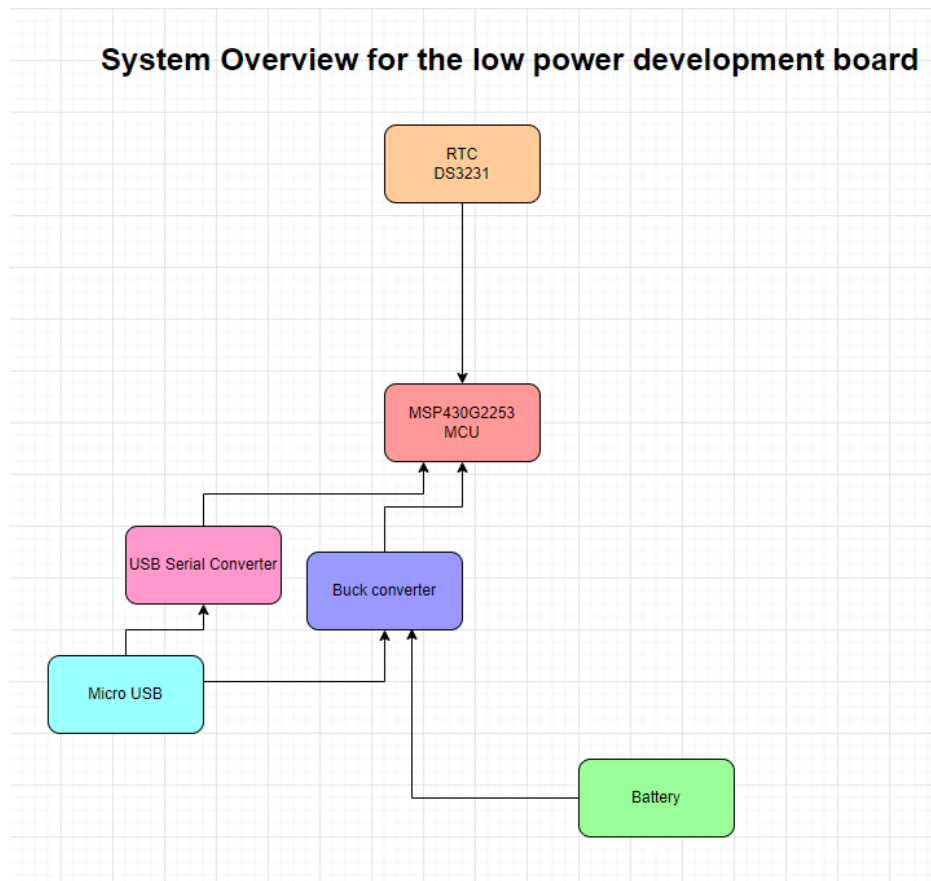 System Overview for the low power development board
RTC
DS3231
MSP430G2253
MCU
USB Serial Converter
Buck converter
Micro USB
Battery